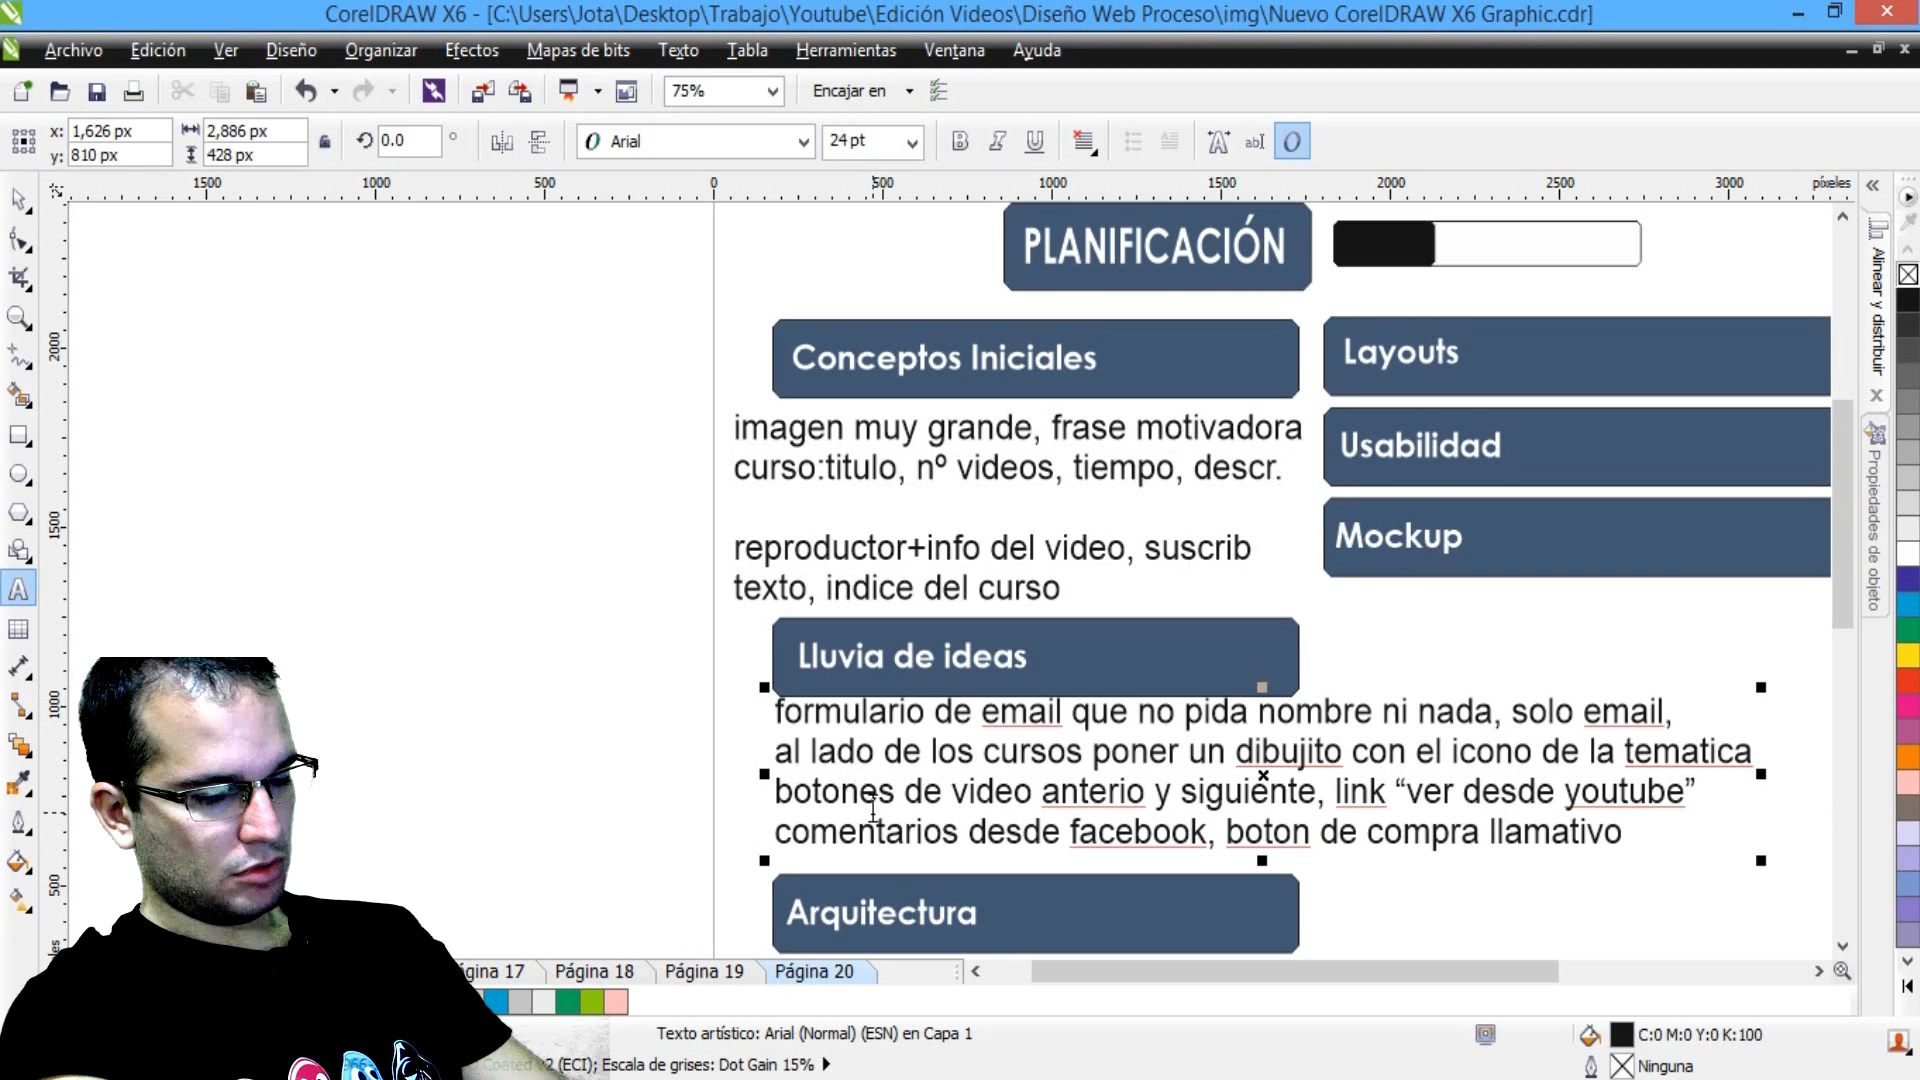 CorelDRAW X6 - [C:\Users\Jota\Desktop\Trabajo\Youtube\Edición Videos\Diseño Web Proceso\img\Nuevo CorelDRAW X6 Graphic.cdr]
Archivo Edición Ver Diseño Organizar Efectos Mapas de bits Texto Tabla Herramientas Ventana Ayuda
75% Encajar en
x: 1,626 px 2,886 px 0.0 ° Arial 24 pt
y: 810 px 428 px
1500 1000 500 0 500 1000 1500 2000 2500 3000 píxeles
PLANIFICACIÓN
Conceptos Iniciales
imagen muy grande, frase motivadora
curso:titulo, nº videos, tiempo, descr.
reproductor+info del video, suscrib
texto, indice del curso
Layouts
Usabilidad
Mockup
Lluvia de ideas
formulario de email que no pida nombre ni nada, solo email,
al lado de los cursos poner un dibujito con el icono de la tematica
botones de video anterio y siguiente, link “ver desde youtube”
comentarios desde facebook, boton de compra llamativo
Arquitectura
2000
1500
1000
500
Alinear y distribuir
Propiedades de objeto
gina 17 Página 18 Página 19 Página 20
Texto artístico: Arial (Normal) (ESN) en Capa 1
C:0 M:0 Y:0 K:100
(ECI); Escala de grises: Dot Gain 15%
Ninguna